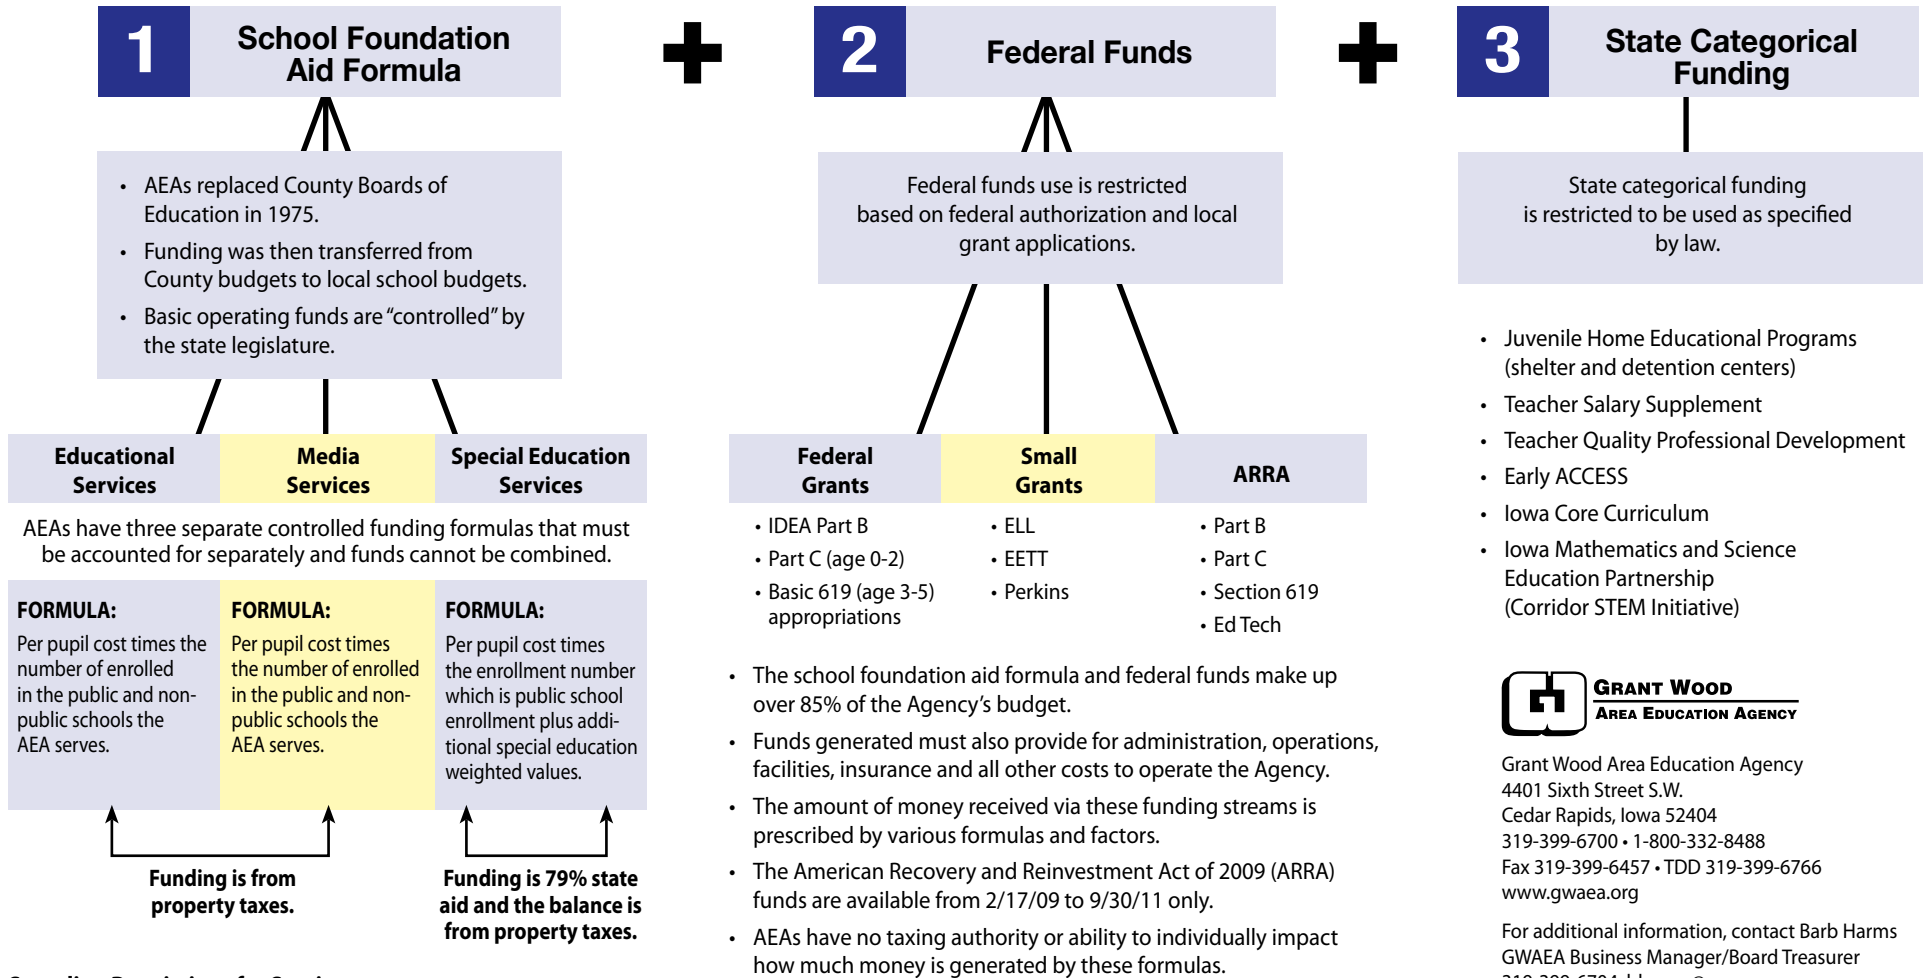 1
School Foundation
Aid Formula
• AEAs replaced County Boards of
Education in 1975.
• Funding was then transferred from
County budgets to local school budgets.
• Basic operating funds are “controlled” by
the state legislature.
Educational
Services
Media
Services
Special Education
Services
AEAs have three separate controlled funding formulas that must
be accounted for separately and funds cannot be combined.
FORMULA:
Per pupil cost times the
number of enrolled
in the public and non-
public schools the
AEA serves.
FORMULA:
Per pupil cost times
the number of enrolled
in the public and non-
public schools the
AEA serves.
FORMULA:
Per pupil cost times
the enrollment number
which is public school
enrollment plus addi-
tional special education
weighted values.
Funding is from
property taxes.
Funding is 79% state
aid and the balance is
from property taxes.
+
2
Federal Funds
Federal funds use is restricted
based on federal authorization and local
grant applications.
Federal
Grants
Small
Grants
ARRA
• IDEA Part B
• Part C (age 0-2)
• Basic 619 (age 3-5)
appropriations
• ELL
• EETT
• Perkins
• Part B
• Part C
• Section 619
• Ed Tech
• The school foundation aid formula and federal funds make up
over 85% of the Agency’s budget.
• Funds generated must also provide for administration, operations,
facilities, insurance and all other costs to operate the Agency.
• The amount of money received via these funding streams is
prescribed by various formulas and factors.
• The American Recovery and Reinvestment Act of 2009 (ARRA)
funds are available from 2/17/09 to 9/30/11 only.
• AEAs have no taxing authority or ability to individually impact
how much money is generated by these formulas.
+
3
State Categorical
Funding
State categorical funding
is restricted to be used as specified
by law.
• Juvenile Home Educational Programs
(shelter and detention centers)
• Teacher Salary Supplement
• Teacher Quality Professional Development
• Early ACCESS
• Iowa Core Curriculum
• Iowa Mathematics and Science
Education Partnership
(Corridor STEM Initiative)
GRANT WOOD
AREA EDUCATION AGENCY
Grant Wood Area Education Agency
4401 Sixth Street S.W.
Cedar Rapids, Iowa 52404
319-399-6700 • 1-800-332-8488
Fax 319-399-6457 • TDD 319-399-6766
www.gwaea.org
For additional information, contact Barb Harms
GWAEA Business Manager/Board Treasurer